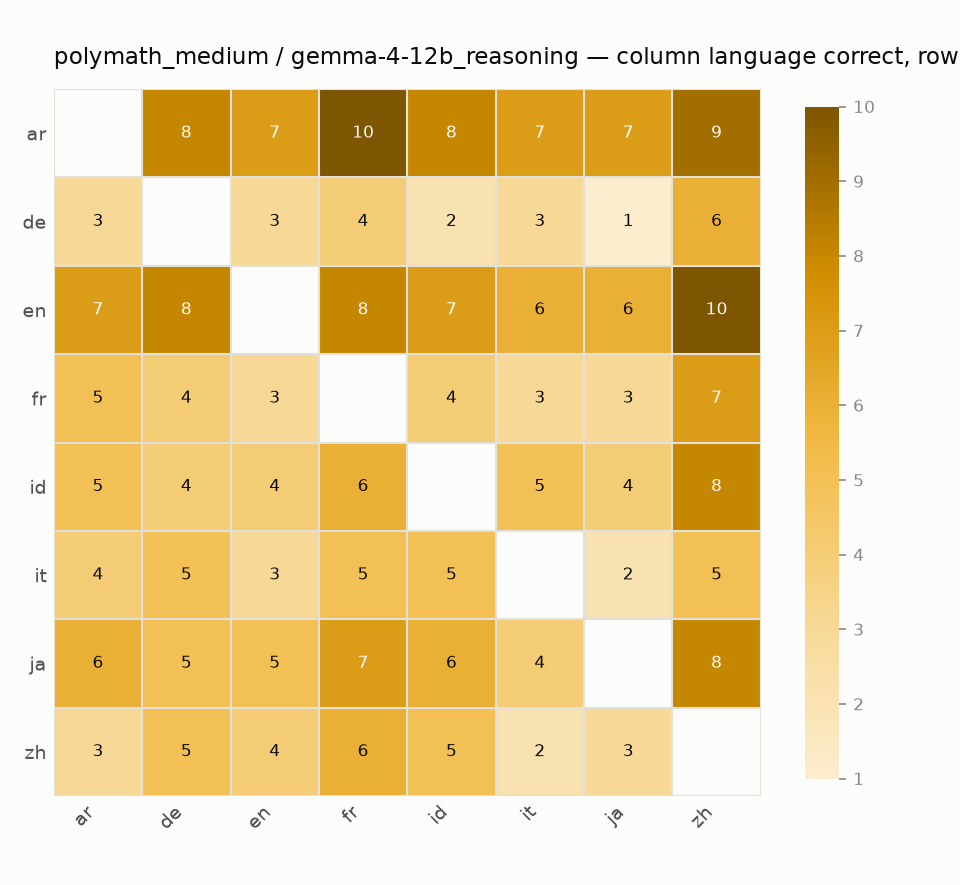 polymath_medium / gemma-4-12b_reasoning — column language correct, row
ar 8 7 10 8 7 7 9
de 3 3 4 2 3 1 6
en 7 8 8 7 6 6 10
fr 5 4 3 4 3 3 7
id 5 4 4 6 5 4 8
it 4 5 3 5 5 2 5
ja 6 5 5 7 6 4 8
zh 3 5 4 6 5 2 3
ar de en fr id it ja zh
10
9
8
7
6
5
4
3
2
1